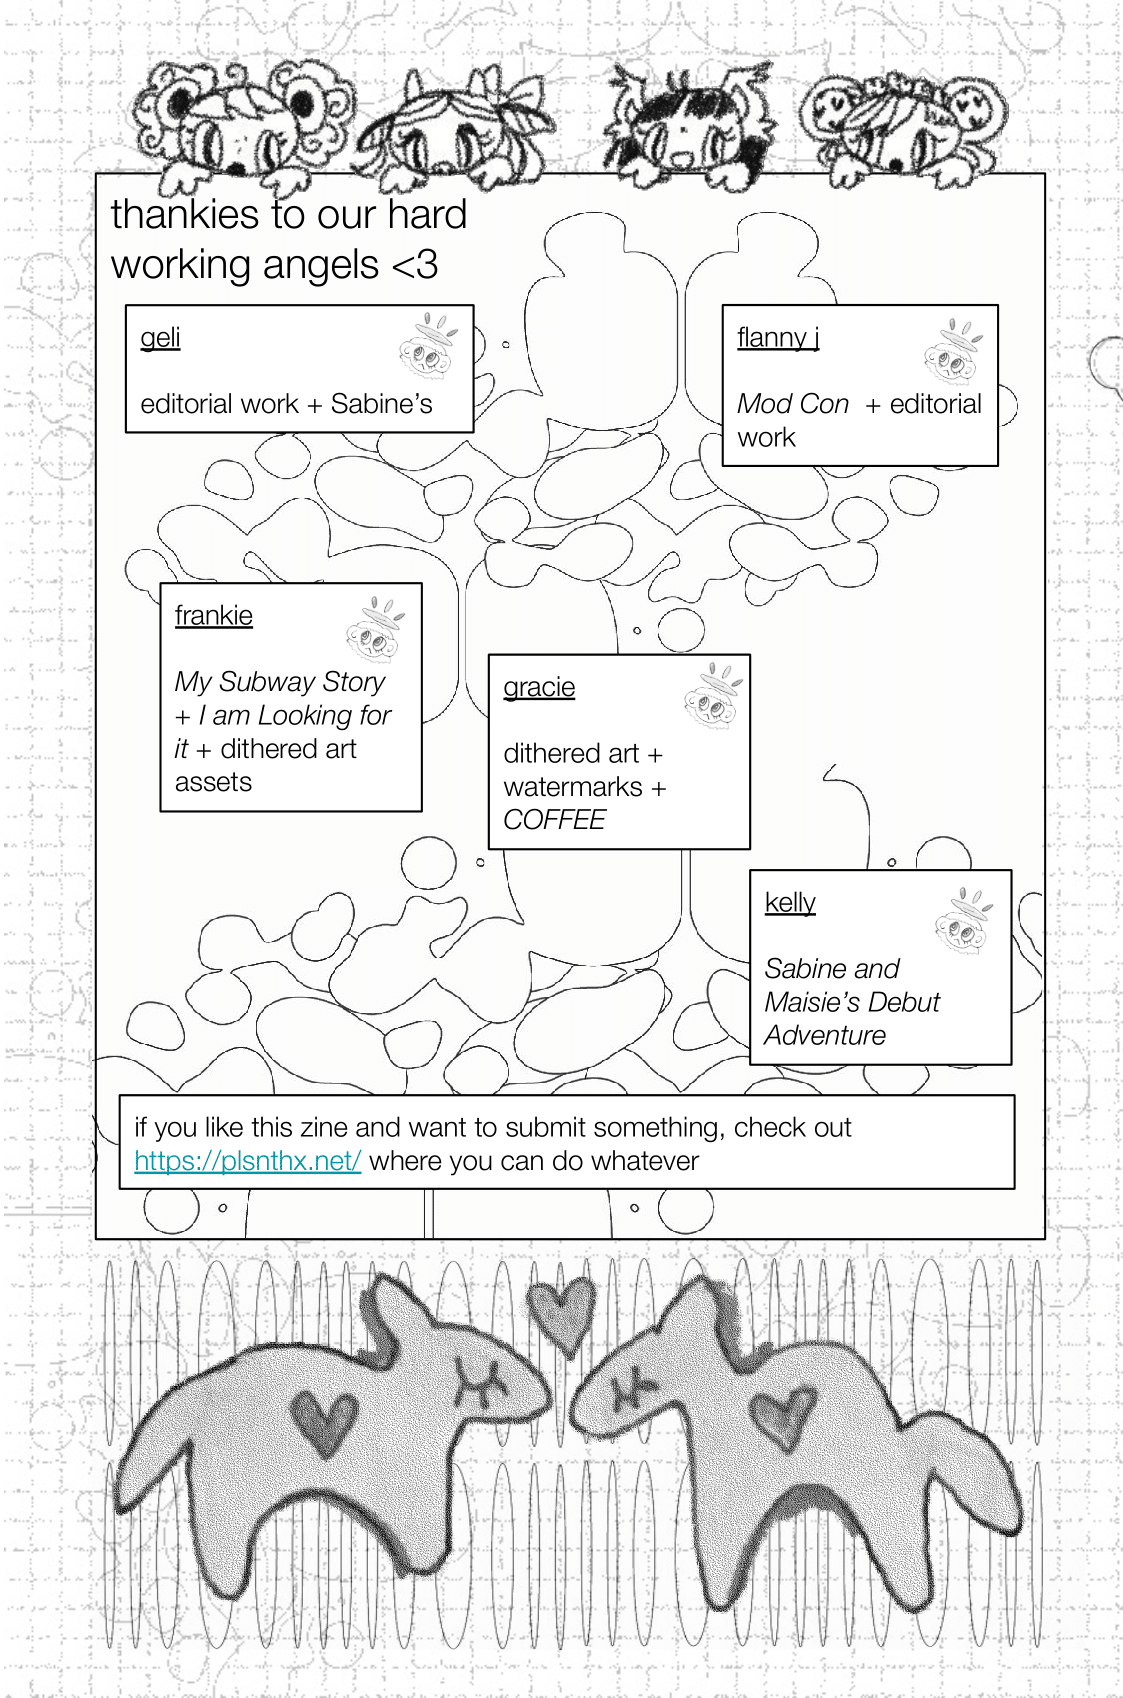 thankies to our hard
working angels <3
geli
editorial work + Sabine's
flanny j
Mod Con + editorial
work
frankie
My Subway Story
+ I am Looking for
it + dithered art
assets
gracie
dithered art +
watermarks +
COFFEE
kelly
Sabine and
Maisie's Debut
Adventure
if you like this zine and want to submit something, check out
https://plsnthx.net/ where you can do whatever